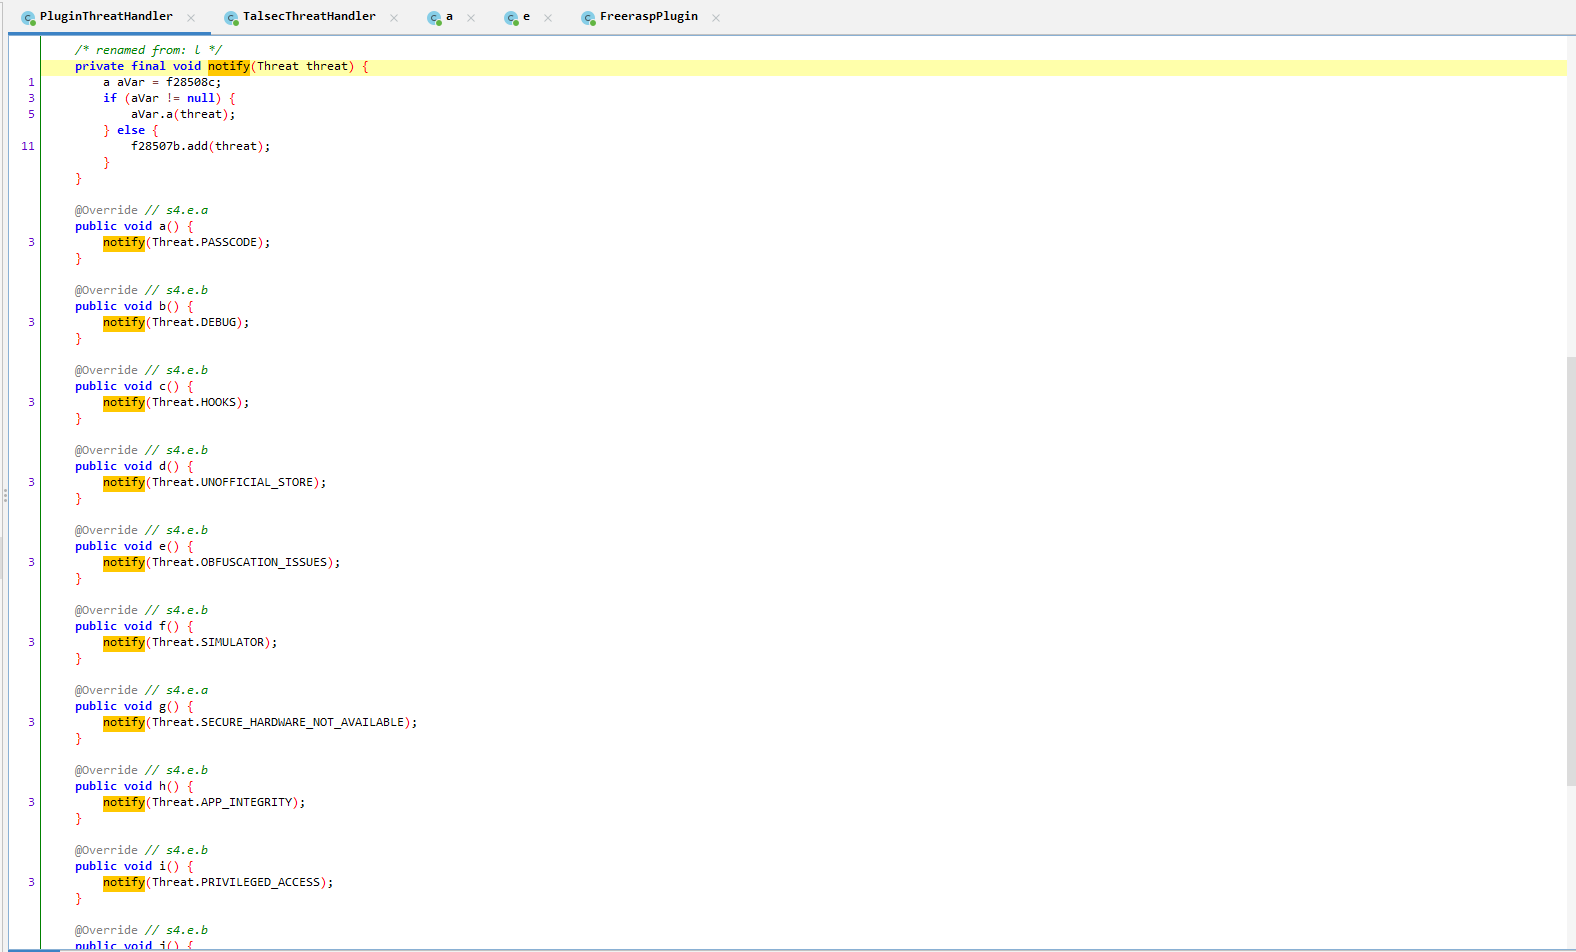 PluginThreatHandler × TalsecThreatHandler × a × e × FreeraspPlugin ×
/* renamed from: l */
private final void notify(Threat threat) {
1 a aVar = f28508c;
3 if (aVar != null) {
5 aVar.a(threat);
} else {
11 f28507b.add(threat);
}
}
@Override // s4.e.a
public void a() {
3 notify(Threat.PASSCODE);
}
@Override // s4.e.b
public void b() {
3 notify(Threat.DEBUG);
}
@Override // s4.e.b
public void c() {
3 notify(Threat.HOOKS);
}
@Override // s4.e.b
public void d() {
3 notify(Threat.UNOFFICIAL_STORE);
}
@Override // s4.e.b
public void e() {
3 notify(Threat.OBFUSCATION_ISSUES);
}
@Override // s4.e.b
public void f() {
3 notify(Threat.SIMULATOR);
}
@Override // s4.e.a
public void g() {
3 notify(Threat.SECURE_HARDWARE_NOT_AVAILABLE);
}
@Override // s4.e.b
public void h() {
3 notify(Threat.APP_INTEGRITY);
}
@Override // s4.e.b
public void i() {
3 notify(Threat.PRIVILEGED_ACCESS);
}
@Override // s4.e.b
public void j() {